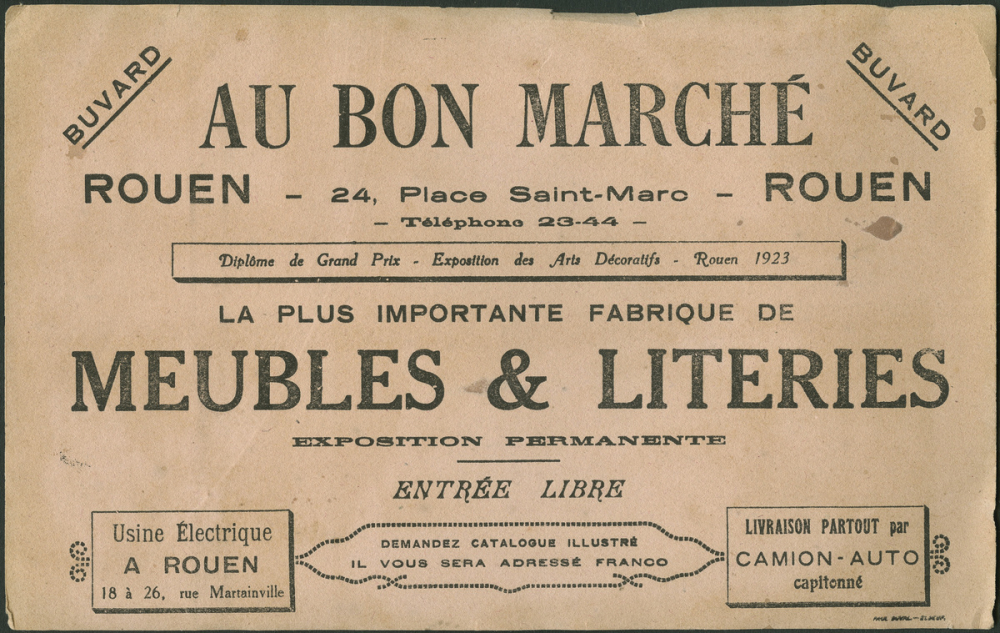 BUVARD
BUVARD
AU BON MARCHÉ
ROUEN – 24, Place Saint-Marc – ROUEN
– Téléphone 23-44 –
Diplôme de Grand Prix - Exposition des Arts Décoratifs - Rouen 1923
LA PLUS IMPORTANTE FABRIQUE DE
MEUBLES & LITERIES
EXPOSITION PERMANENTE
ENTRÉE LIBRE
Usine Électrique
A ROUEN
18 à 26, rue Martainville
DEMANDEZ CATALOGUE ILLUSTRÉ
IL VOUS SERA ADRESSÉ FRANCO
LIVRAISON PARTOUT par
CAMION-AUTO
capitonné